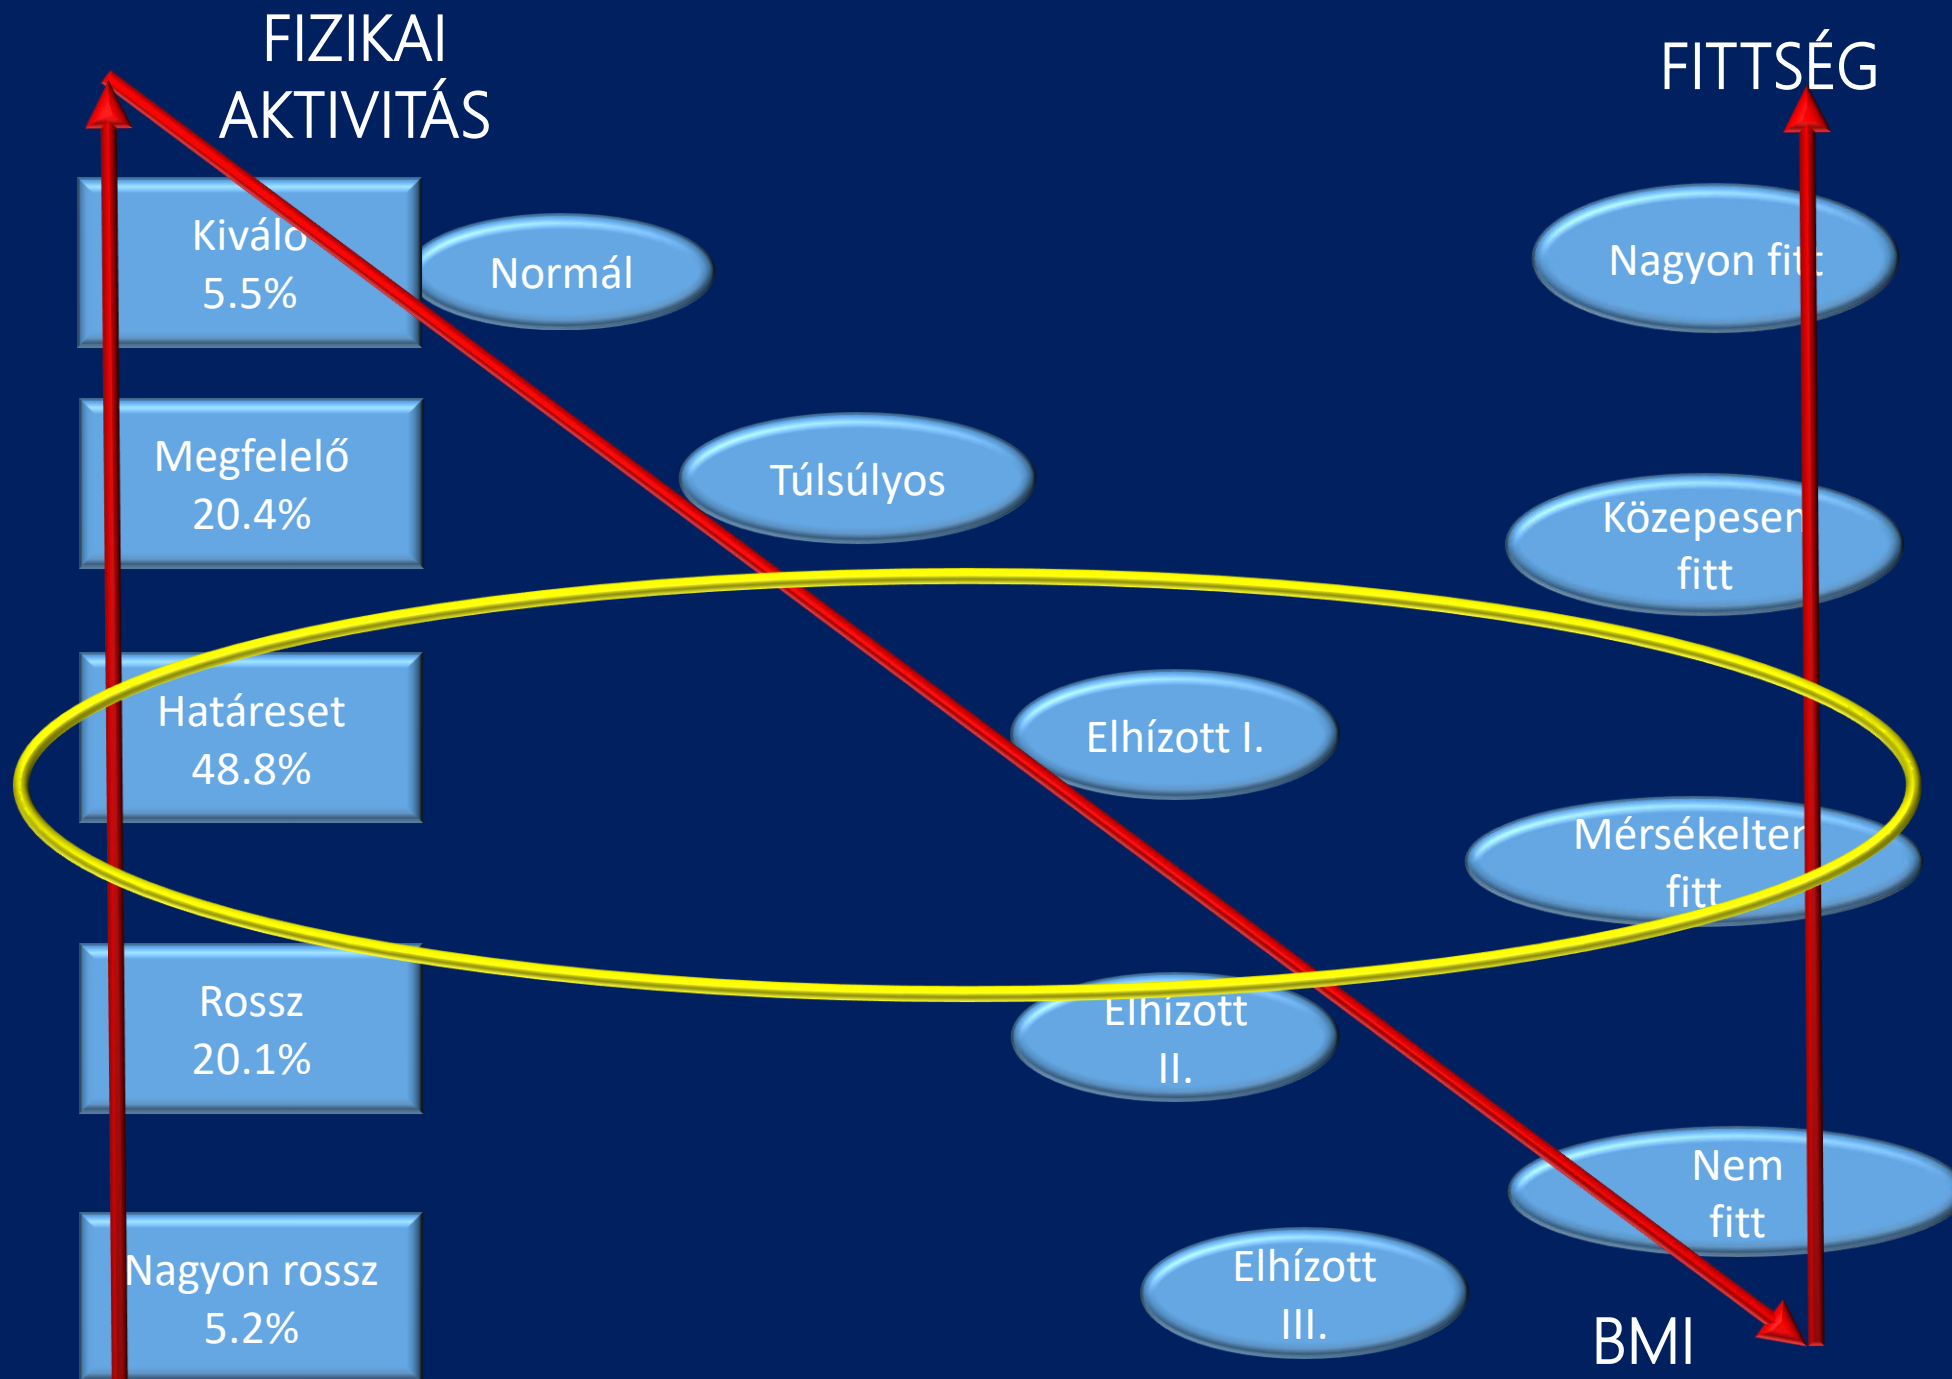 FIZIKAI
AKTIVITÁS
FITTSÉG
Kiváló
5.5%
Normál
Nagyon fitt
Megfelelő
20.4%
Túlsúlyos
Közepesen
fitt
Határeset
48.8%
Elhízott I.
Mérsékelten
fitt
Rossz
20.1%
Elhízott
II.
Nem
fitt
Nagyon rossz
5.2%
Elhízott
III.
BMI